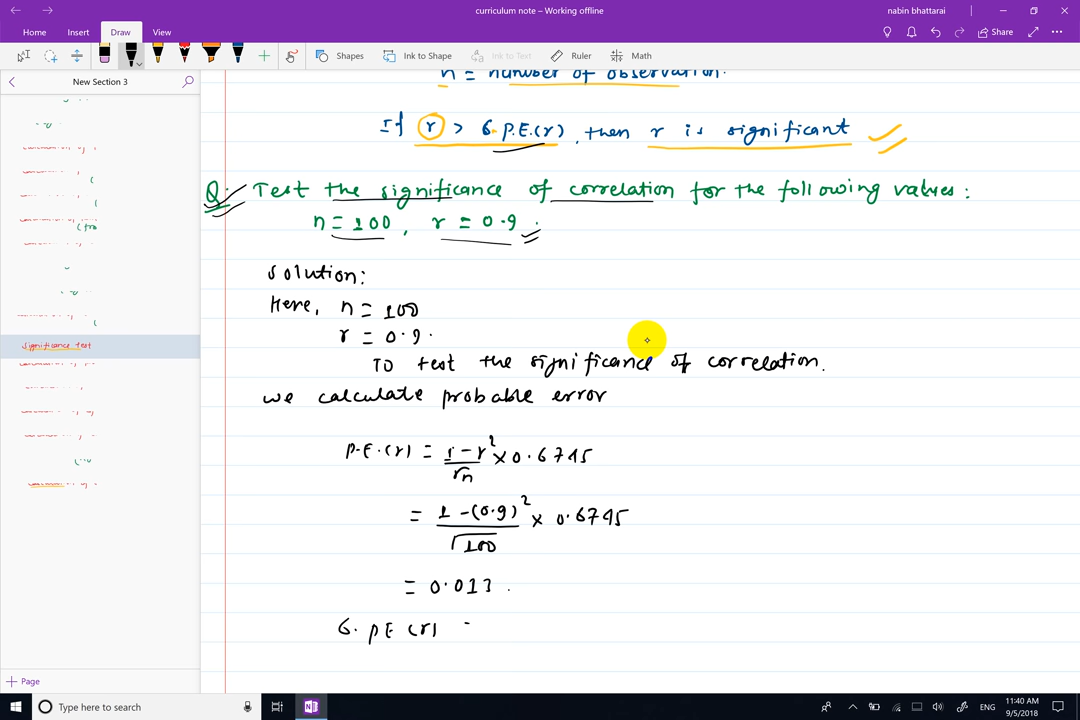 curriculum note – Working offline
nabin bhattarai
Home Insert Draw View
Share
Shapes Ink to Shape Ink to Text Ruler Math
New Section 3
n = number of observation.
If r > 6. P.E.(r), then r is significant
Q. Test the significance of correlation for the following values:
n = 100, r = 0.9.
Solution:
Here, n = 100
r = 0.9.
To test the significance of correlation.
we calculate probable error
P.E.(r) = 1-r²/√n × 0.6745
= 1-(0.9)²/√100 × 0.6745
= 0.013.
6. PE (r) -
significance test
Page
Type here to search
ENG
11:40 AM
9/5/2018